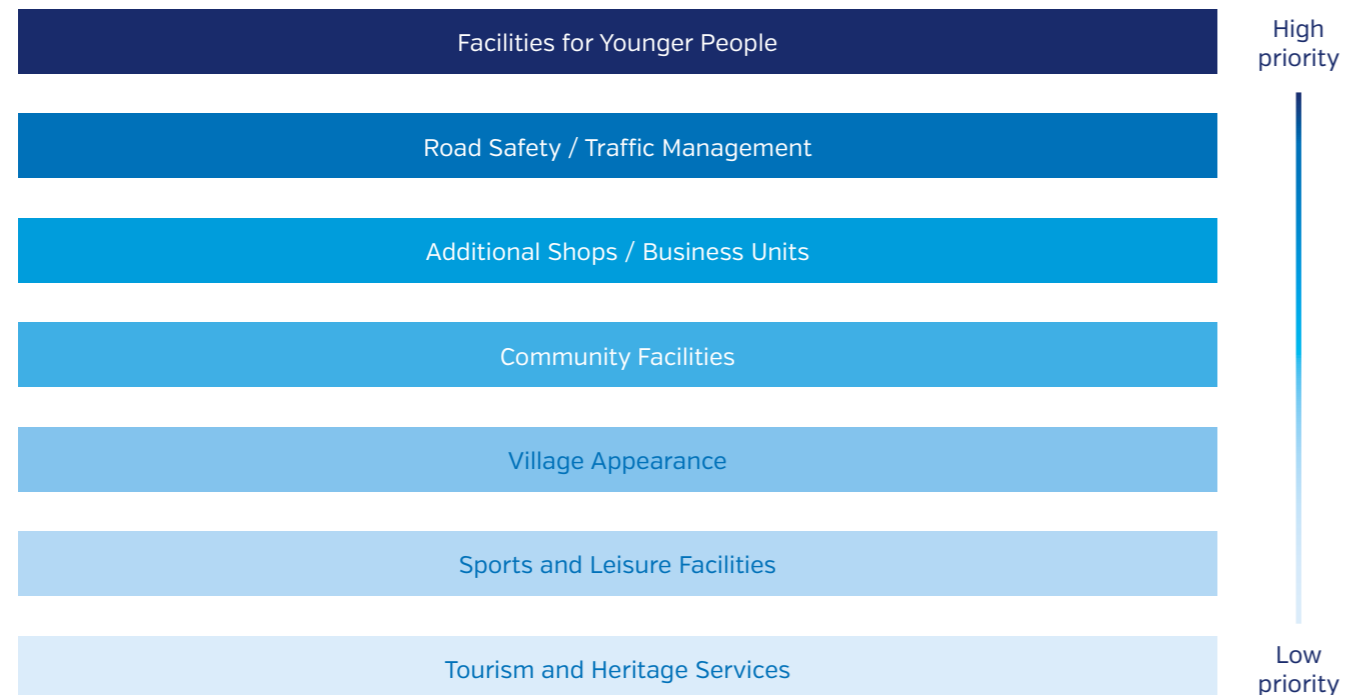 Facilities for Younger People
High
priority
Road Safety / Traffic Management
Additional Shops / Business Units
Community Facilities
Village Appearance
Sports and Leisure Facilities
Tourism and Heritage Services
Low
priority